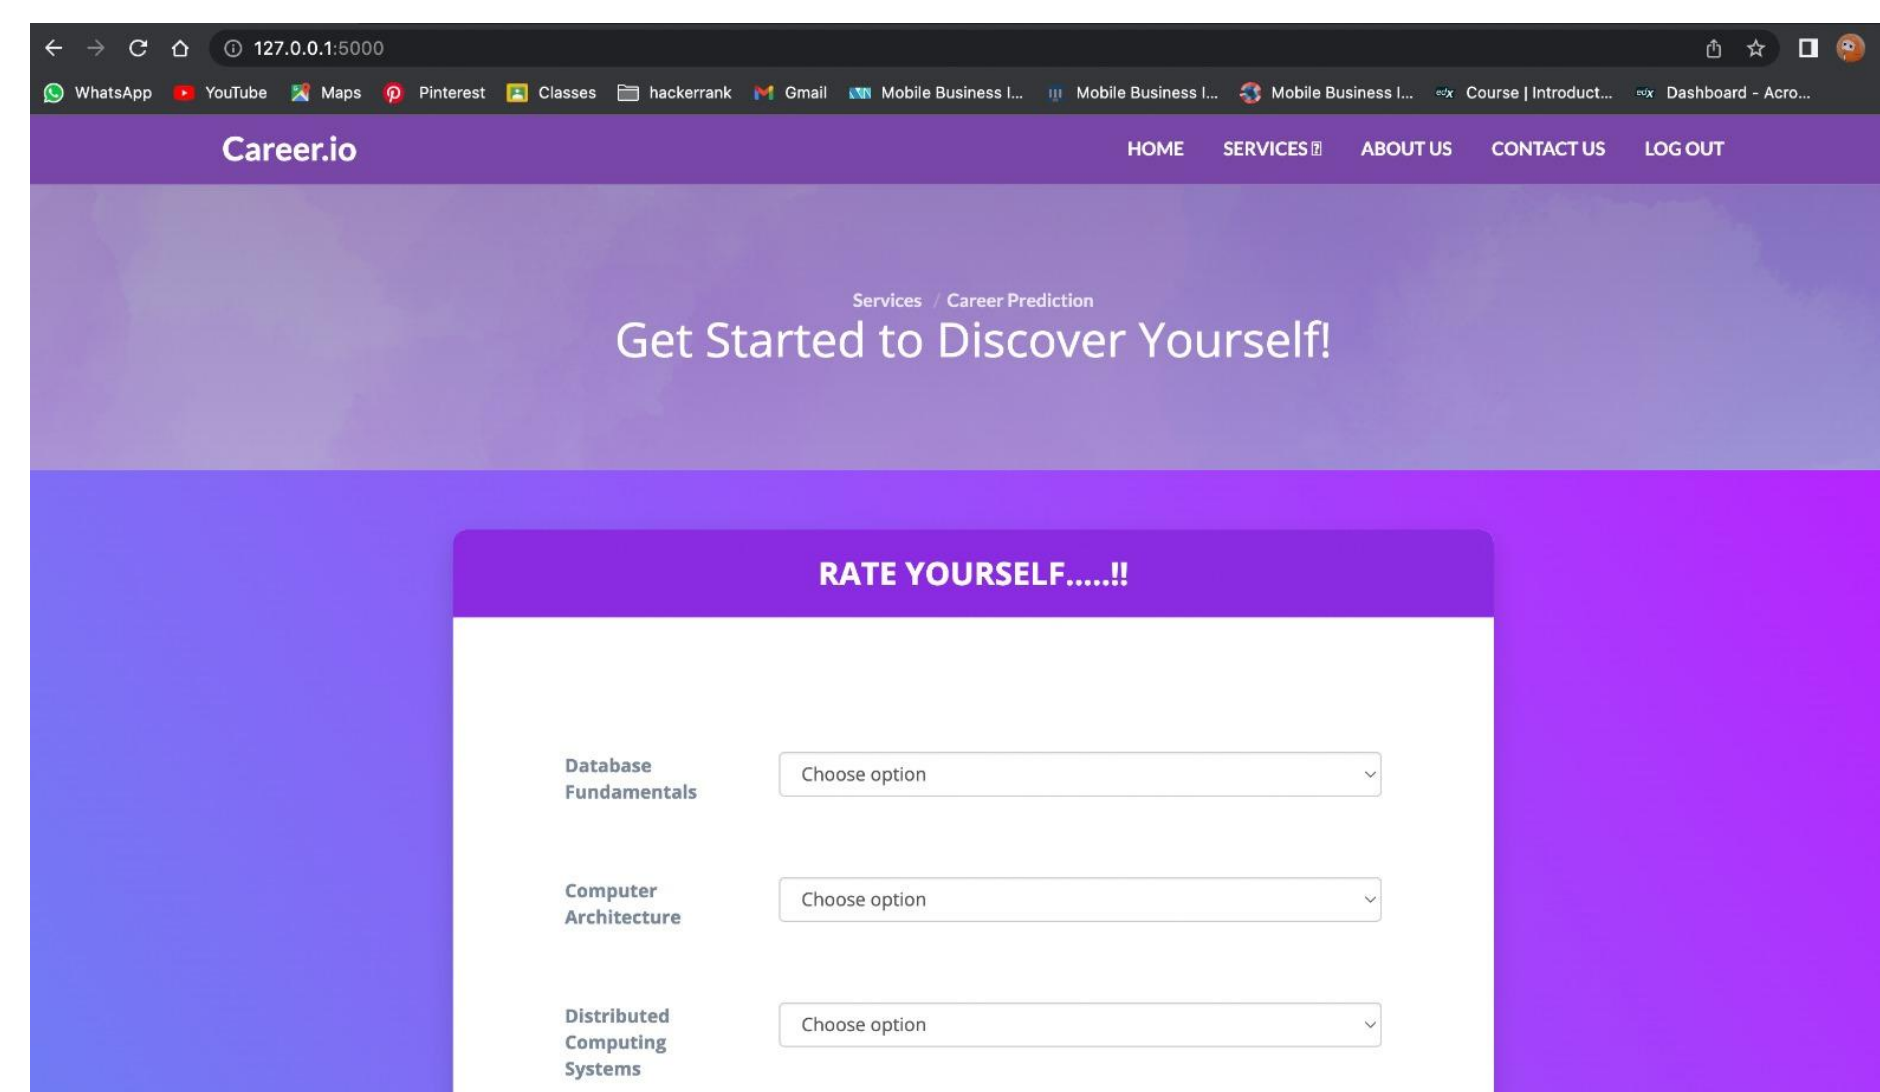 127.0.0.1:5000
WhatsApp YouTube Maps Pinterest Classes hackerrank Gmail Mobile Business I... Mobile Business I... Mobile Business I... Course | Introduct... Dashboard - Acro...
Career.io HOME SERVICES ABOUT US CONTACT US LOG OUT
Services / Career Prediction
Get Started to Discover Yourself!
RATE YOURSELF.....!!
Database
Fundamentals
Choose option
Computer
Architecture
Choose option
Distributed
Computing
Systems
Choose option